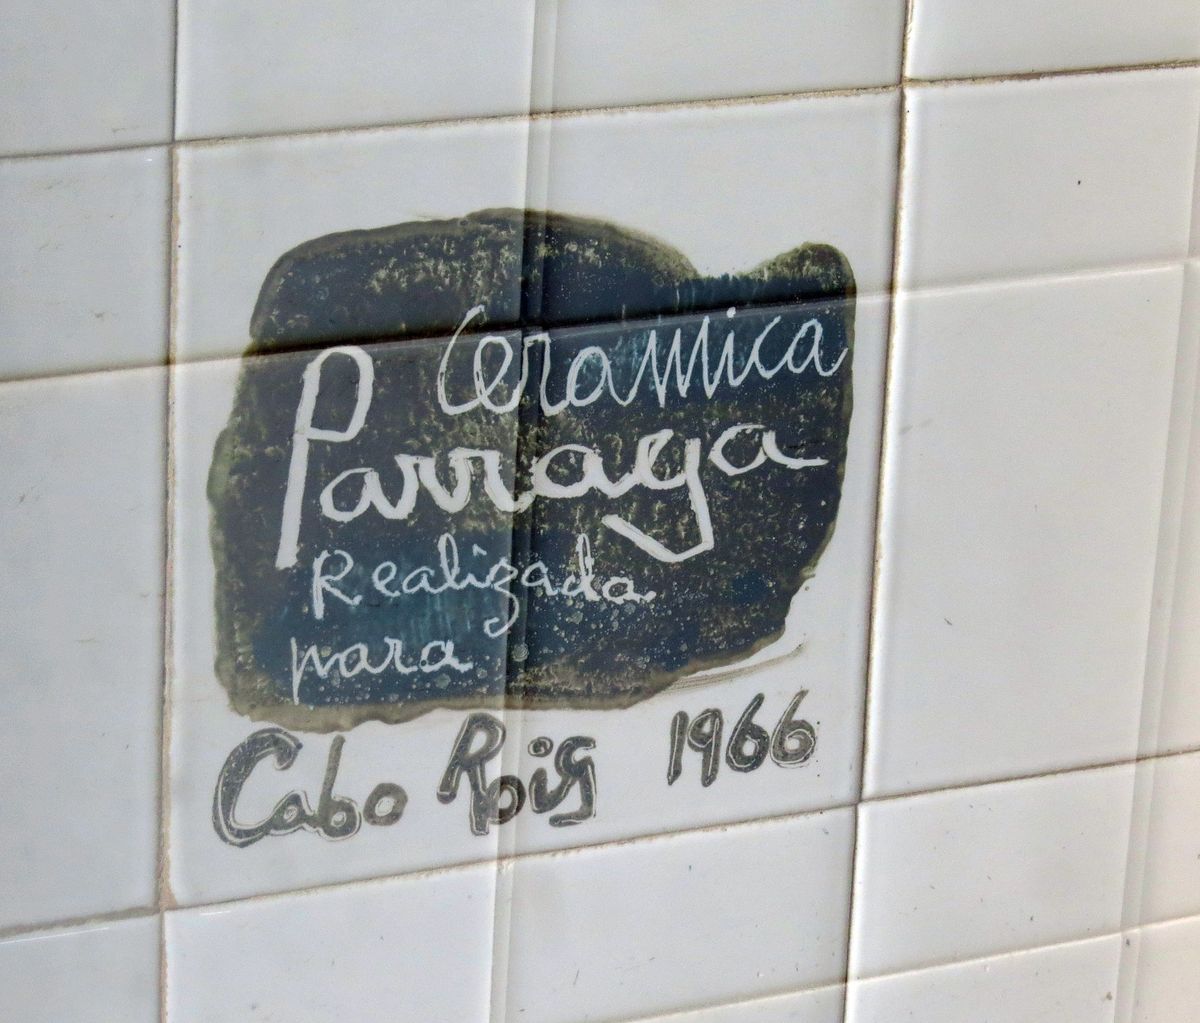 Ceramica
Parraga
Realizada
para
Cabo Roig 1966